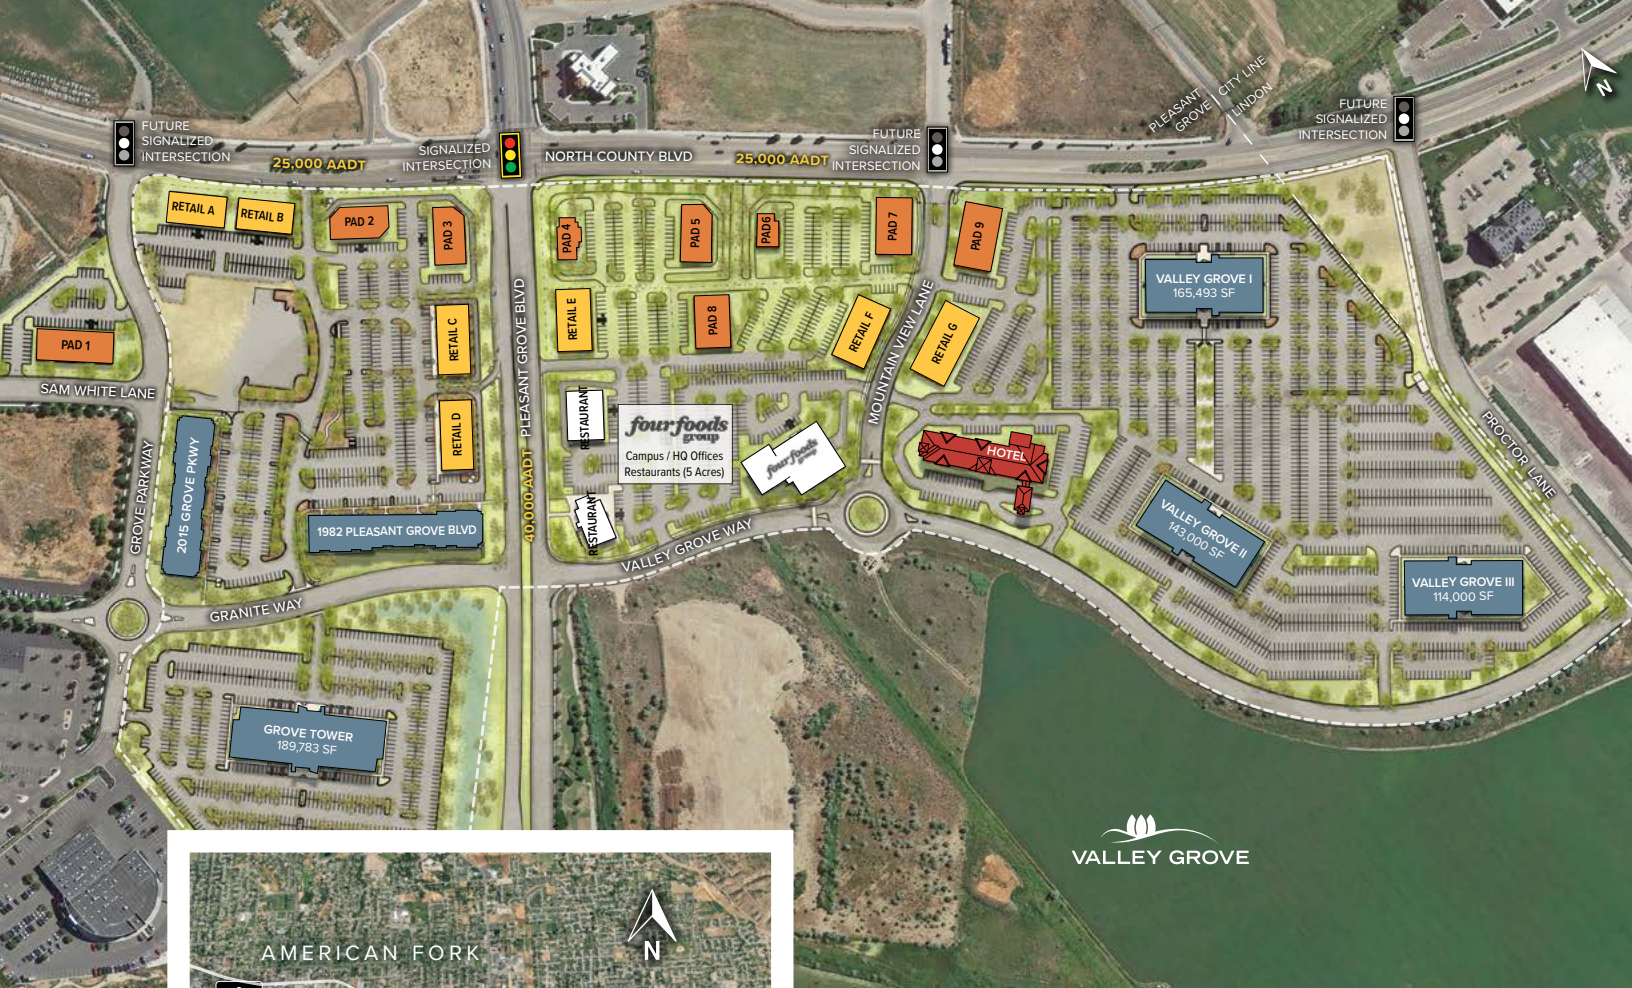 CITY LINE
PLEASANT
GROVE
LINDON
N
FUTURE
SIGNALIZED
INTERSECTION
25,000 AADT
SIGNALIZED
INTERSECTION
NORTH COUNTY BLVD
25,000 AADT
FUTURE
SIGNALIZED
INTERSECTION
FUTURE
SIGNALIZED
INTERSECTION
RETAIL A
RETAIL B
PAD 2
PAD 3
PAD 4
PAD 5
PAD6
PAD 7
PAD 9
VALLEY GROVE I
165,493 SF
PAD 1
RETAIL C
PLEASANT GROVE BLVD
RETAIL E
PAD 8
RETAIL F
MOUNTAIN VIEW LANE
RETAIL G
SAM WHITE LANE
GROVE PARKWAY
2015 GROVE PKWY
RETAIL D
40,000 AADT
RESTAURANT
fourfoods
group
Campus / HQ Offices
Restaurants (5 Acres)
fourfoods
group
HOTEL
PROCTOR LANE
1982 PLEASANT GROVE BLVD
RESTAURANT
VALLEY GROVE WAY
VALLEY GROVE II
143,000 SF
VALLEY GROVE III
114,000 SF
GRANITE WAY
GROVE TOWER
189,783 SF
VALLEY GROVE
AMERICAN FORK
N